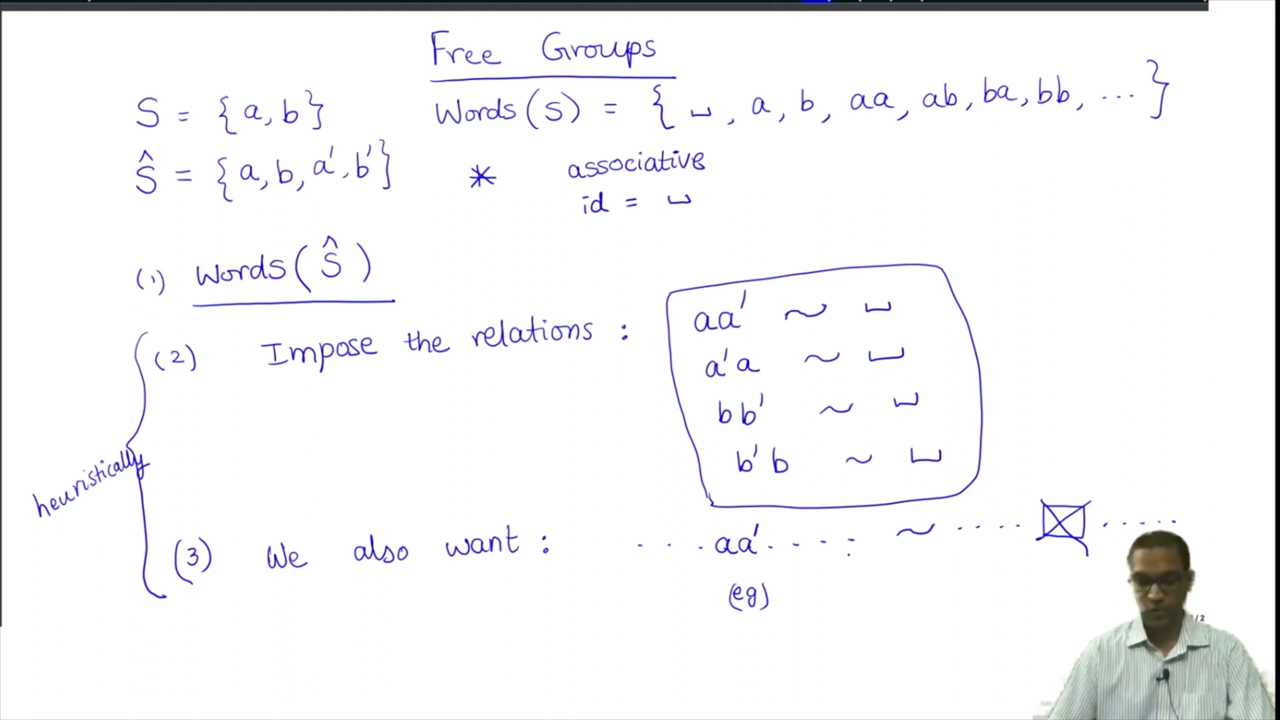 Free Groups
S = {a, b} Words(S) = { ␣, a, b, aa, ab, ba, bb, ... }
Ŝ = {a, b, a', b'} * associative
id = ␣
(1) Words(Ŝ)
(2) Impose the relations : aa' ~ ␣
a'a ~ ␣
bb' ~ ␣
b'b ~ ␣
heuristically
(3) We also want : ... aa' .... ~ .... ☒ .....
(eg)
/2